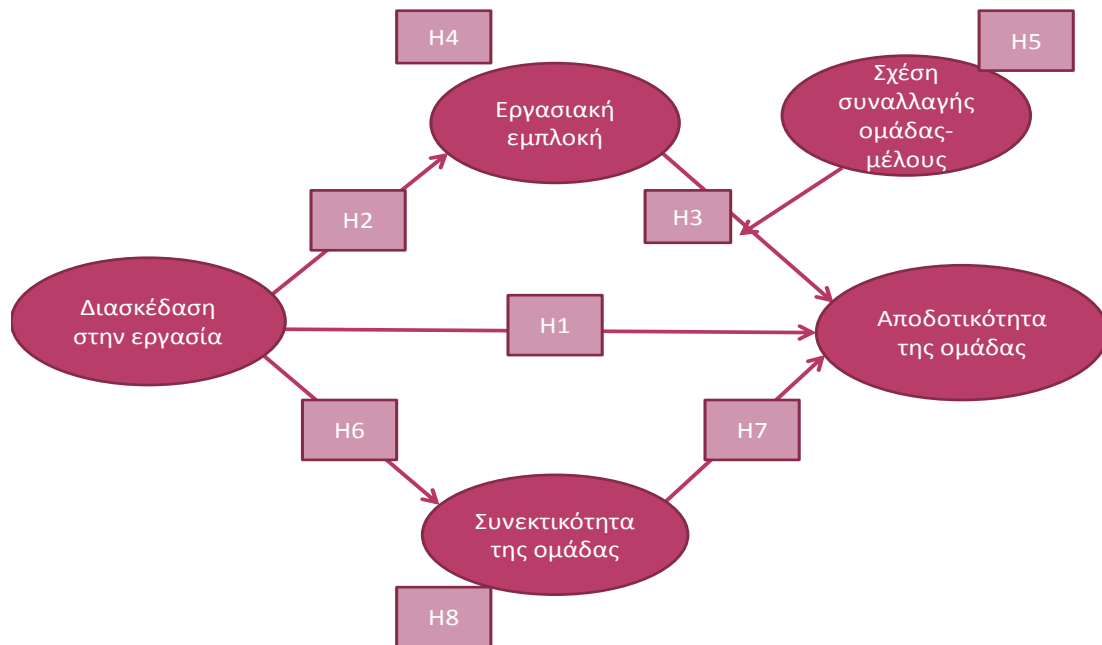 H4
H5
Εργασιακή
εμπλοκή
Σχέση
συναλλαγής
ομάδας-
μέλους
H2
H3
Διασκέδαση
στην εργασία
H1
Αποδοτικότητα
της ομάδας
H6
H7
Συνεκτικότητα
της ομάδας
H8